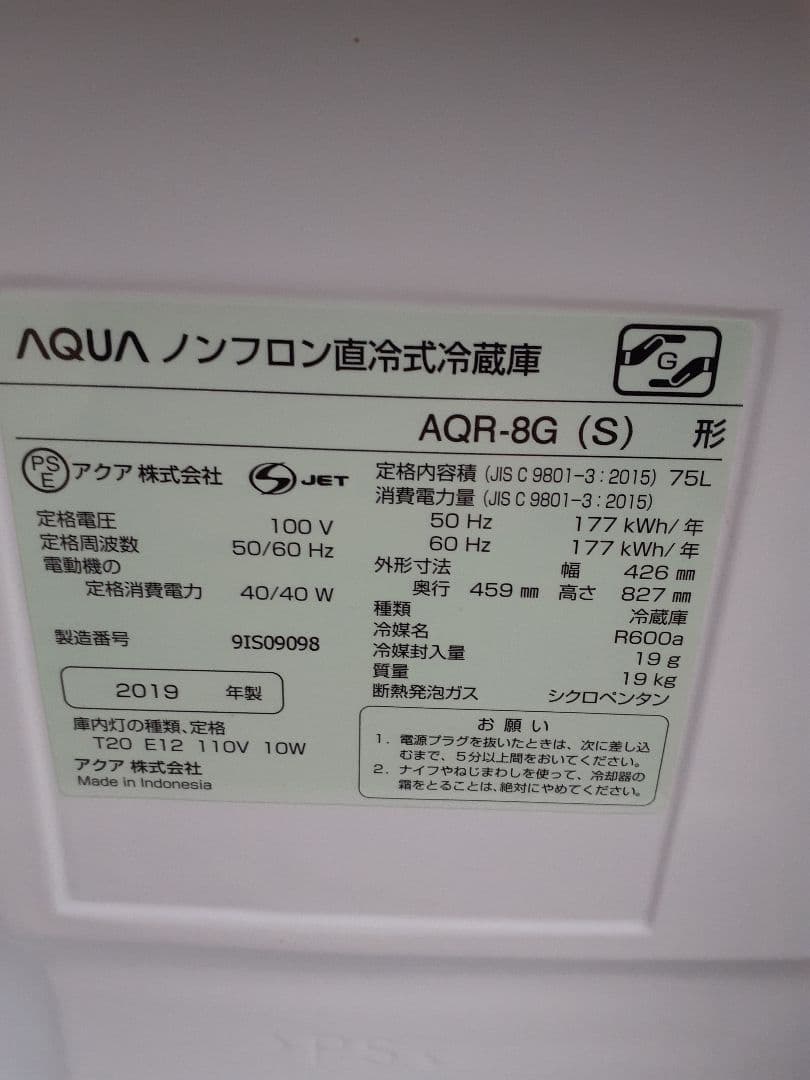 AQUA ノンフロン直冷式冷蔵庫
G
AQR-8G (S) 形
PSE アクア 株式会社 S JET
定格電圧 100 V
定格周波数 50/60 Hz
電動機の
定格消費電力 40/40 W
製造番号 9IS09098
2019 年製
庫内灯の種類、定格
T20 E12 110V 10W
アクア 株式会社
Made in Indonesia
定格内容積 (JIS C 9801-3:2015) 75L
消費電力量 (JIS C 9801-3:2015)
50 Hz 177 kWh/年
60 Hz 177 kWh/年
外形寸法 幅 426 mm
奥行 459 mm 高さ 827 mm
種類 冷蔵庫
冷媒名 R600a
冷媒封入量 19 g
質量 19 kg
断熱発泡ガス シクロペンタン
お願い
1. 電源プラグを抜いたときは、次に差し込
むまで、5分以上間をおいてください。
2. ナイフやねじまわしを使って、冷却器の
霜をとることは、絶対にやめてください。
>PS<